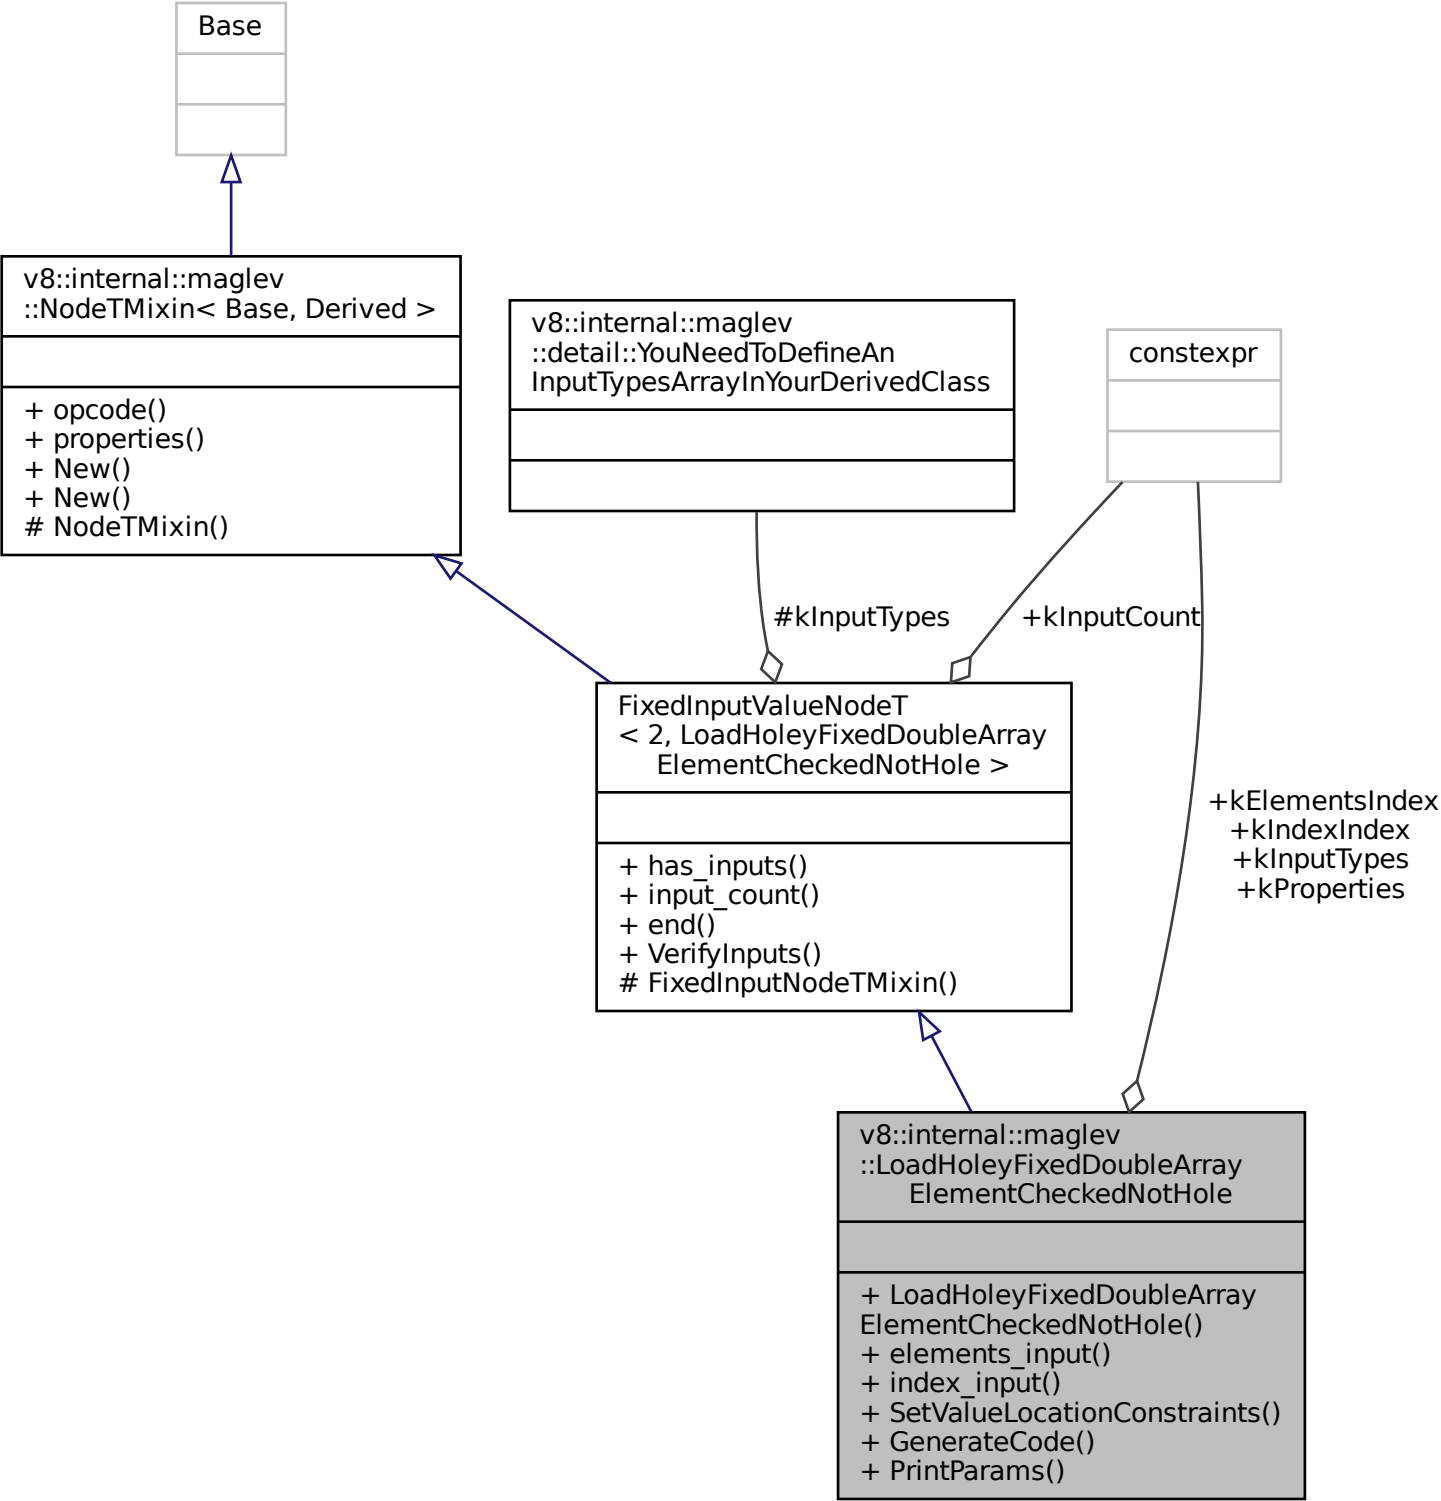 Base
v8::internal::maglev
::NodeTMixin< Base, Derived >
+ opcode()
+ properties()
+ New()
+ New()
# NodeTMixin()
v8::internal::maglev
::detail::YouNeedToDefineAn
InputTypesArrayInYourDerivedClass
constexpr
#kInputTypes
+kInputCount
FixedInputValueNodeT
< 2, LoadHoleyFixedDoubleArray
ElementCheckedNotHole >
+ has_inputs()
+ input_count()
+ end()
+ VerifyInputs()
# FixedInputNodeTMixin()
+kElementsIndex
+kIndexIndex
+kInputTypes
+kProperties
v8::internal::maglev
::LoadHoleyFixedDoubleArray
ElementCheckedNotHole
+ LoadHoleyFixedDoubleArray
ElementCheckedNotHole()
+ elements_input()
+ index_input()
+ SetValueLocationConstraints()
+ GenerateCode()
+ PrintParams()